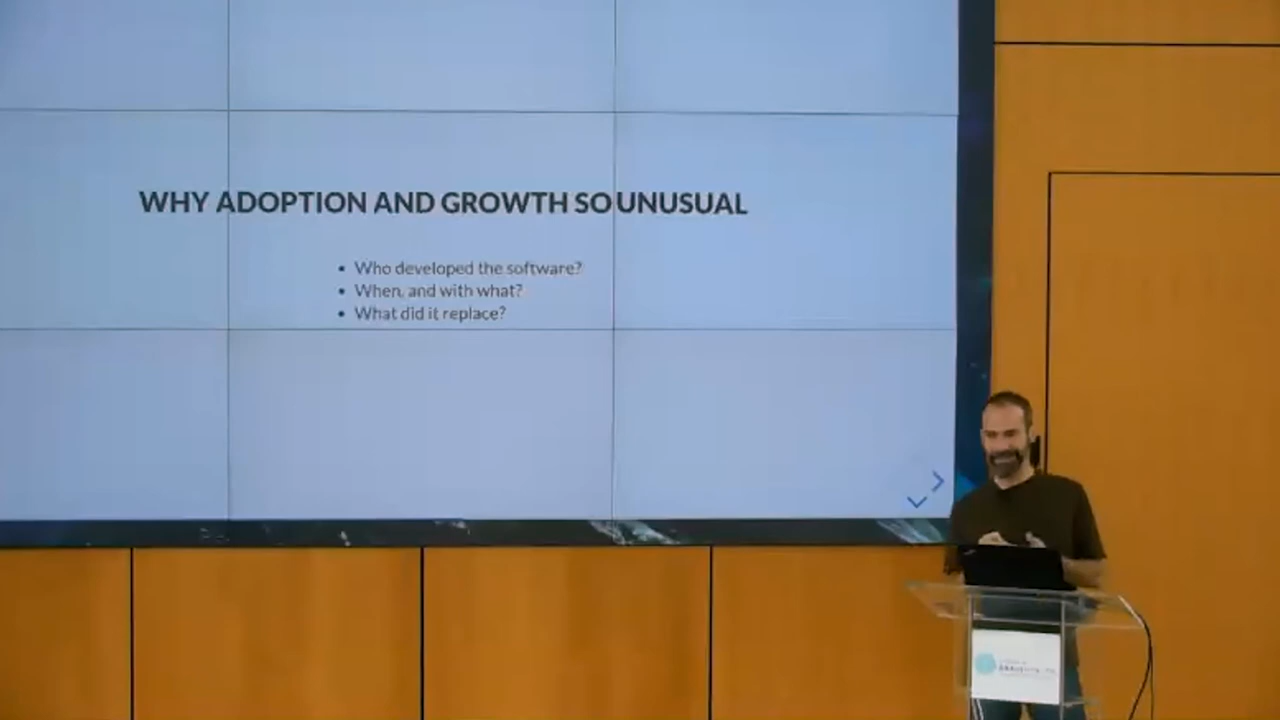 WHY ADOPTION AND GROWTH SO UNUSUAL
• Who developed the software?
• When, and with what?
• What did it replace?